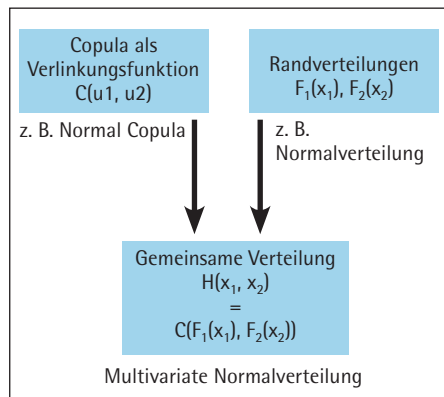 Copula als
Verlinkungsfunktion
C(u1, u2)
Randverteilungen
F₁(x₁), F₂(x₂)
z. B. Normal Copula
z. B.
Normalverteilung
Gemeinsame Verteilung
H(x₁, x₂)
=
C(F₁(x₁), F₂(x₂))
Multivariate Normalverteilung